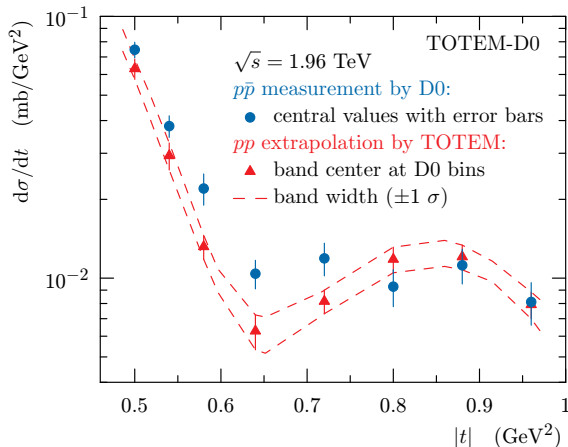 10⁻¹
10⁻²
dσ/dt (mb/GeV²)
TOTEM-D0
√s = 1.96 TeV
pp̄ measurement by D0:
central values with error bars
pp extrapolation by TOTEM:
band center at D0 bins
band width (±1 σ)
0.5 0.6 0.7 0.8 0.9 1
|t| (GeV²)